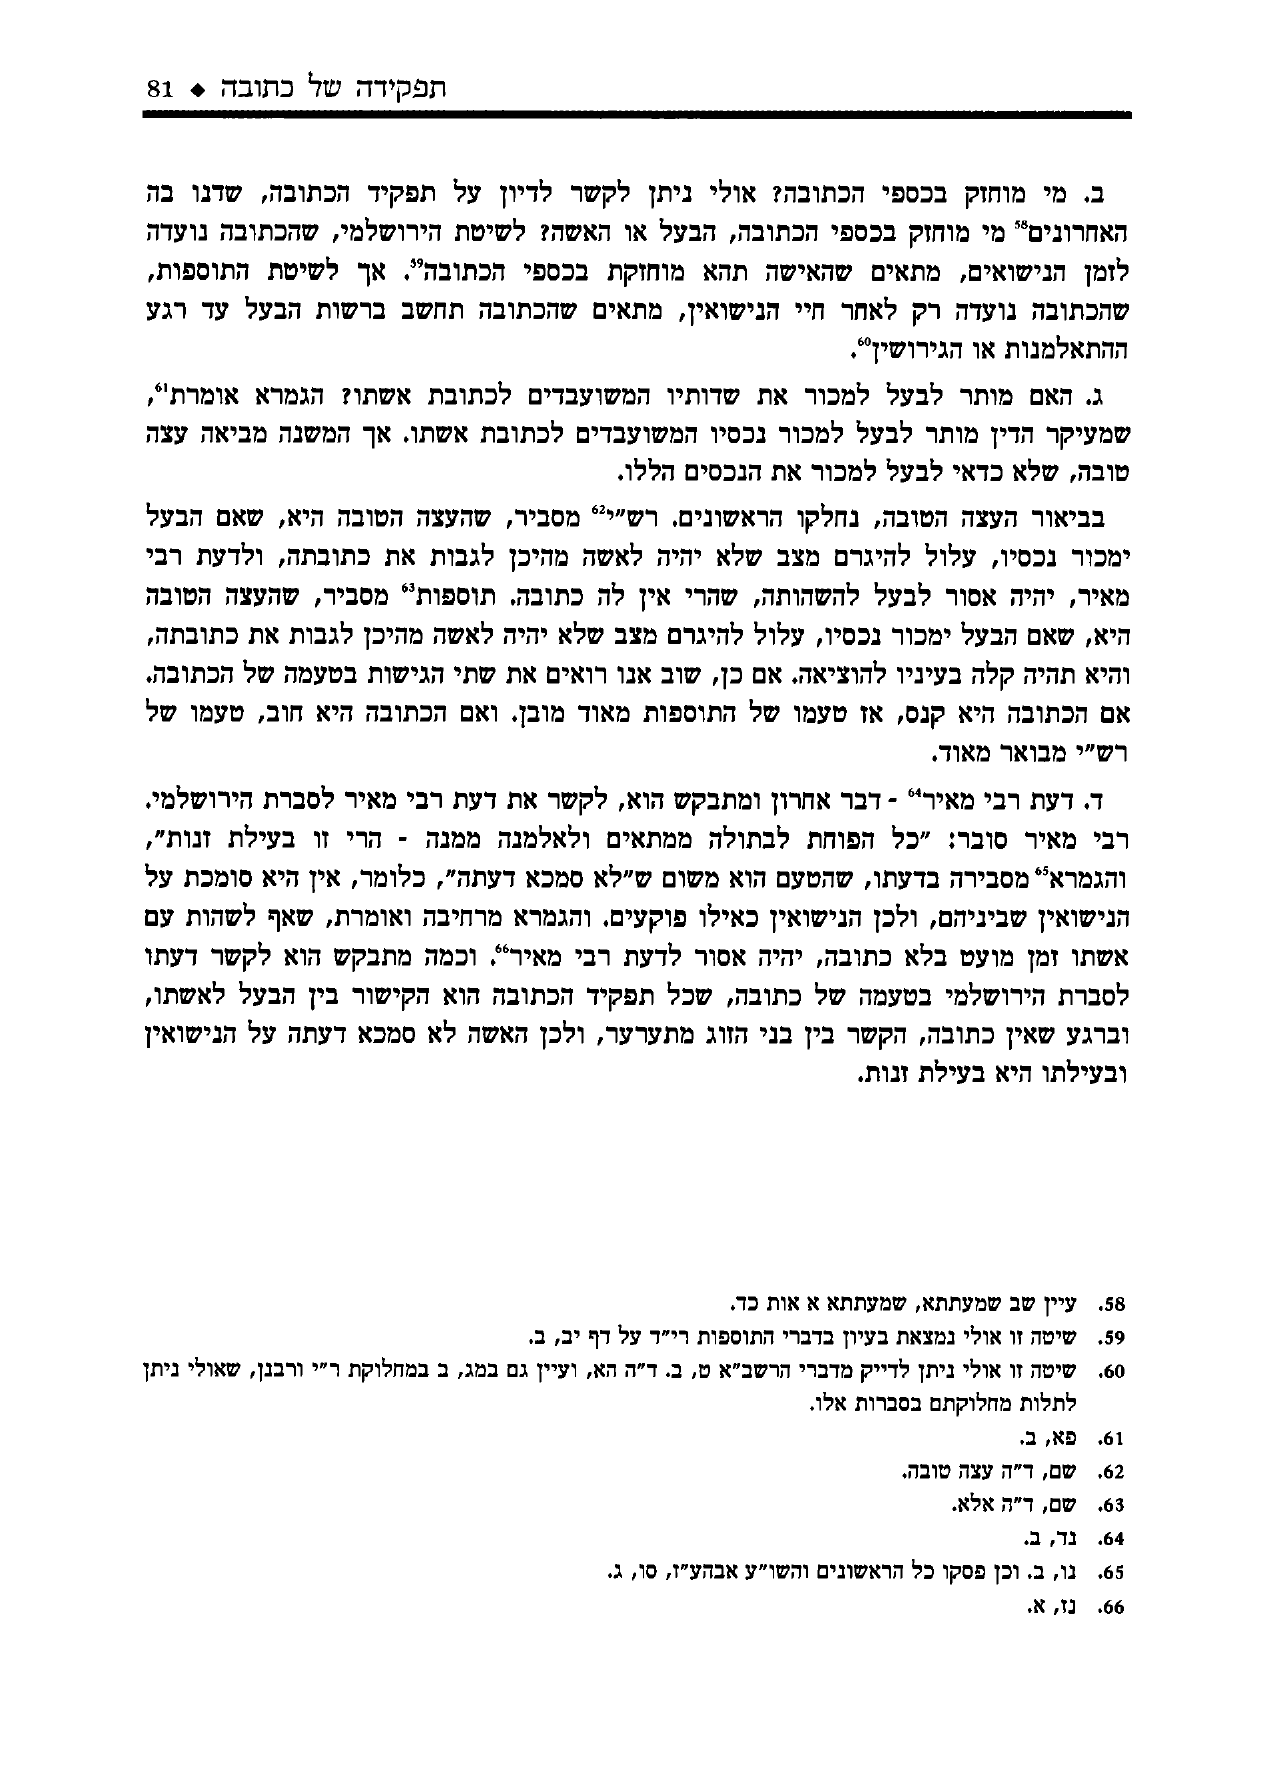 תפקידה של כתובה ◆ 81
ב. מי מוחזק בכספי הכתובה? אולי ניתן לקשר לדיון על תפקיד הכתובה, שדנו בה
האחרונים58 מי מוחזק בכספי הכתובה, הבעל או האשה? לשיטת הירושלמי, שהכתובה נועדה
לזמן הנישואים, מתאים שהאישה תהא מוחזקת בכספי הכתובה59. אך לשיטת התוספות,
שהכתובה נועדה רק לאחר חיי הנישואין, מתאים שהכתובה תחשב ברשות הבעל עד רגע
ההתאלמנות או הגירושין60.
ג. האם מותר לבעל למכור את שדותיו המשועבדים לכתובת אשתו? הגמרא אומרת61,
שמעיקר הדין מותר לבעל למכור נכסיו המשועבדים לכתובת אשתו. אך המשנה מביאה עצה
טובה, שלא כדאי לבעל למכור את הנכסים הללו.
בביאור העצה הטובה, נחלקו הראשונים. רש"י62 מסביר, שהעצה הטובה היא, שאם הבעל
ימכור נכסיו, עלול להיגרם מצב שלא יהיה לאשה מהיכן לגבות את כתובתה, ולדעת רבי
מאיר, יהיה אסור לבעל להשהותה, שהרי אין לה כתובה. תוספות63 מסביר, שהעצה הטובה
היא, שאם הבעל ימכור נכסיו, עלול להיגרם מצב שלא יהיה לאשה מהיכן לגבות את כתובתה,
והיא תהיה קלה בעיניו להוציאה. אם כן, שוב אנו רואים את שתי הגישות בטעמה של הכתובה.
אם הכתובה היא קנס, אז טעמו של התוספות מאוד מובן. ואם הכתובה היא חוב, טעמו של
רש"י מבואר מאוד.
ד. דעת רבי מאיר64 - דבר אחרון ומתבקש הוא, לקשר את דעת רבי מאיר לסברת הירושלמי.
רבי מאיר סובר: "כל הפוחת לבתולה ממתאים ולאלמנה ממנה - הרי זו בעילת זנות",
והגמרא65 מסבירה בדעתו, שהטעם הוא משום ש"לא סמכא דעתה", כלומר, אין היא סומכת על
הנישואין שביניהם, ולכן הנישואין כאילו פוקעים. והגמרא מרחיבה ואומרת, שאף לשהות עם
אשתו זמן מועט בלא כתובה, יהיה אסור לדעת רבי מאיר66. וכמה מתבקש הוא לקשר דעתו
לסברת הירושלמי בטעמה של כתובה, שכל תפקיד הכתובה הוא הקישור בין הבעל לאשתו,
וברגע שאין כתובה, הקשר בין בני הזוג מתערער, ולכן האשה לא סמכא דעתה על הנישואין
ובעילתו היא בעילת זנות.
58. עיין שב שמעתתא, שמעתתא א אות כד.
59. שיטה זו אולי נמצאת בעיון בדברי התוספות רי"ד על דף יב, ב.
60. שיטה זו אולי ניתן לדייק מדברי הרשב"א ט, ב. ד"ה הא, ועיין גם במג, ב במחלוקת ר"י ורבנן, שאולי ניתן
לתלות מחלוקתם בסברות אלו.
61. פא, ב.
62. שם, ד"ה עצה טובה.
63. שם, ד"ה אלא.
64. נד, ב.
65. נו, ב. וכן פסקו כל הראשונים והשו"ע אבהע"ז, סו, ג.
66. נז, א.